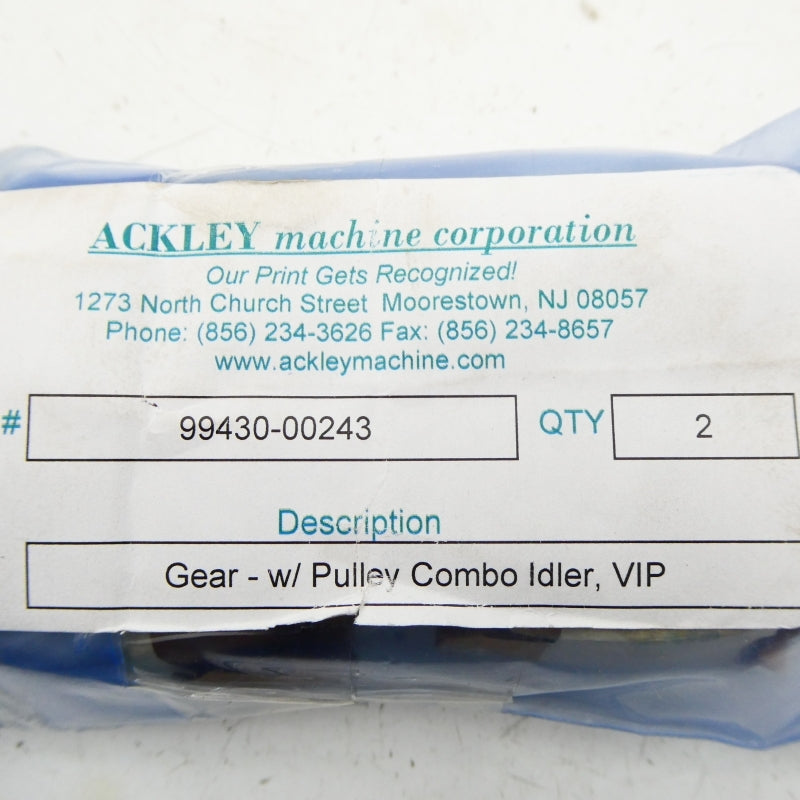 ACKLEY machine corporation
Our Print Gets Recognized!
1273 North Church Street Moorestown, NJ 08057
Phone: (856) 234-3626 Fax: (856) 234-8657
www.ackleymachine.com
# 99430-00243 QTY 2
Description
Gear - w/ Pulley Combo Idler, VIP